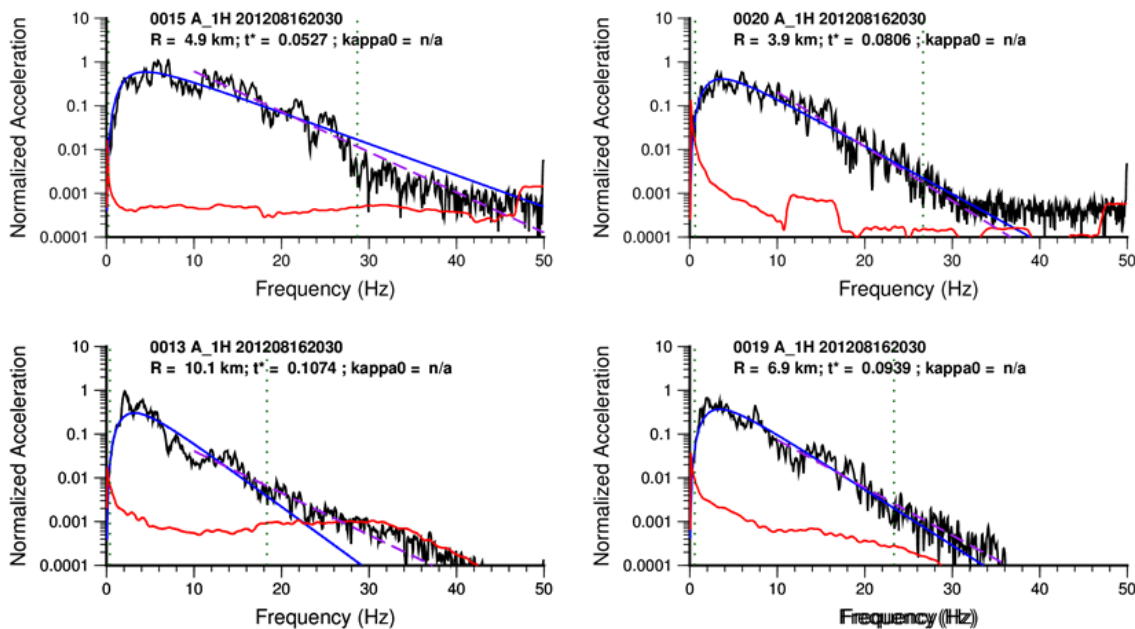 0015 A_1H 201208162030
R = 4.9 km; t* = 0.0527 ; kappa0 = n/a
Normalized Acceleration
10
1
0.1
0.01
0.001
0.0001
0 10 20 30 40 50
Frequency (Hz)
0020 A_1H 201208162030
R = 3.9 km; t* = 0.0806 ; kappa0 = n/a
Normalized Acceleration
10
1
0.1
0.01
0.001
0.0001
0 10 20 30 40 50
Frequency (Hz)
0013 A_1H 201208162030
R = 10.1 km; t* = 0.1074 ; kappa0 = n/a
Normalized Acceleration
10
1
0.1
0.01
0.001
0.0001
0 10 20 30 40 50
Frequency (Hz)
0019 A_1H 201208162030
R = 6.9 km; t* = 0.0939 ; kappa0 = n/a
Normalized Acceleration
10
1
0.1
0.01
0.001
0.0001
0 10 20 30 40 50
Frequency (Hz)